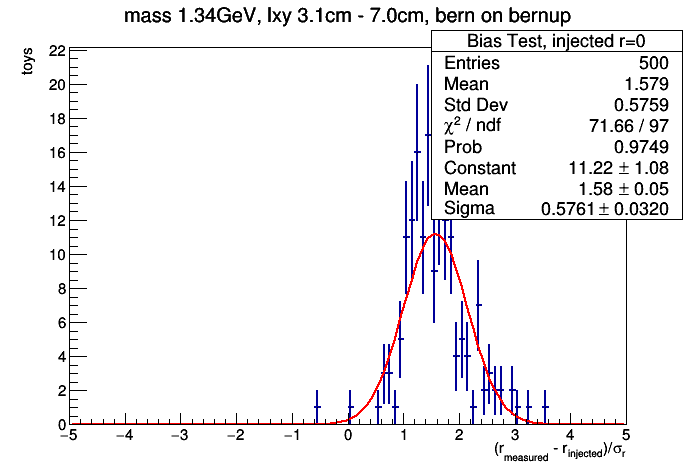 mass 1.34GeV, lxy 3.1cm - 7.0cm, bern on bernup
Bias Test, injected r=0
Entries 500
Mean 1.579
Std Dev 0.5759
χ² / ndf 71.66 / 97
Prob 0.9749
Constant 11.22 ± 1.08
Mean 1.58 ± 0.05
Sigma 0.5761 ± 0.0320
toys
22
20
18
16
14
12
10
8
6
4
2
0
−5 −4 −3 −2 −1 0 1 2 3 4 5
(r_measured - r_injected)/σ_r